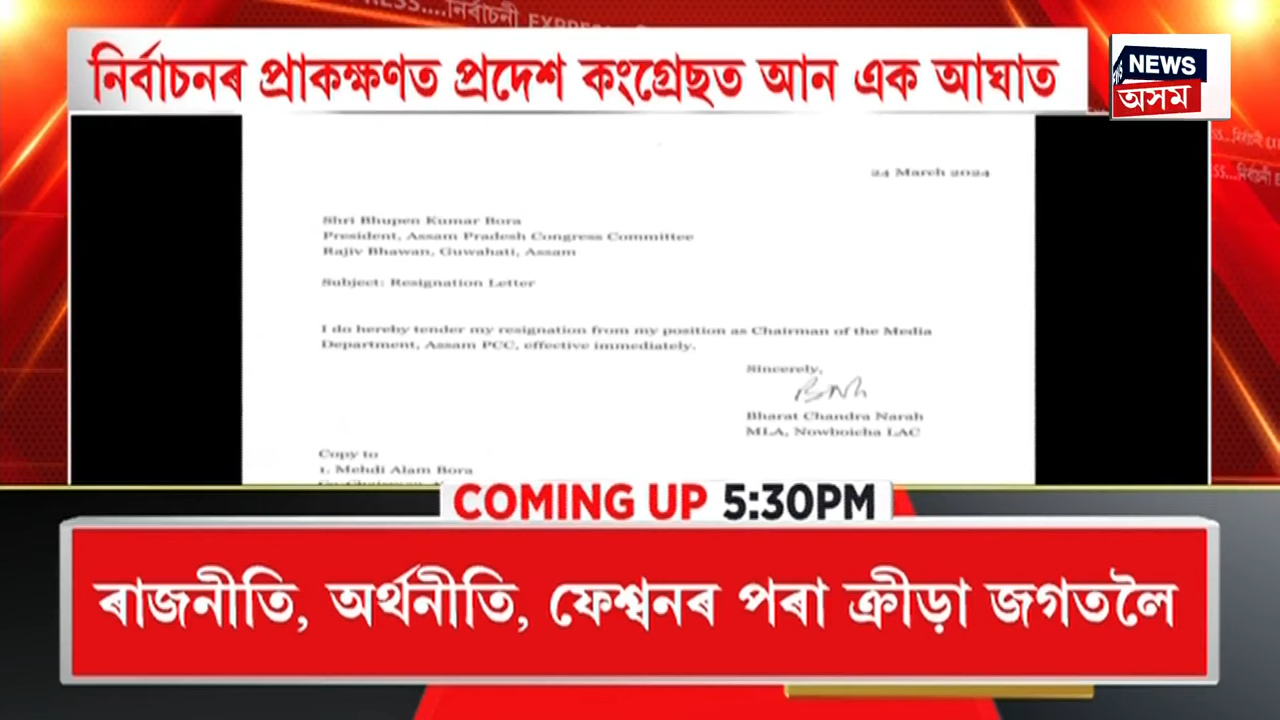 ...নিৰ্বাচনী EXPRESS
নিৰ্বাচনৰ প্ৰাকক্ষণত প্ৰদেশ কংগ্ৰেছত আন এক আঘাত
NEWS
অসম
24 March 2024
Shri Bhupen Kumar Bora
President, Assam Pradesh Congress Committee
Rajiv Bhawan, Guwahati, Assam
Subject: Resignation Letter
I do hereby tender my resignation from my position as Chairman of the Media
Department, Assam PCC, effective immediately.
Sincerely,
Bharat Chandra Narah
MLA, Nowboicha LAC
Copy to
1. Mehdi Alam Bora
COMING UP 5:30PM
ৰাজনীতি, অৰ্থনীতি, ফেশ্বনৰ পৰা ক্ৰীড়া জগতলৈ